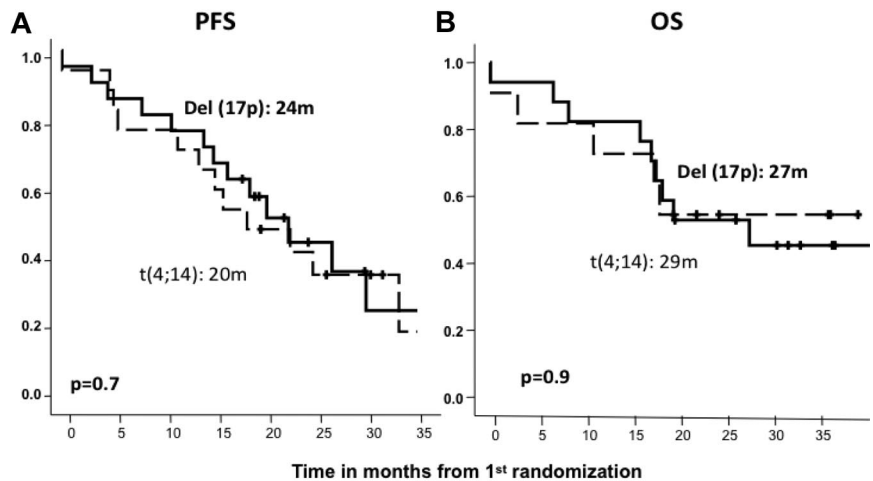 A PFS
1.0
0.8
0.6
0.4
0.2
0.0
Del (17p): 24m
t(4;14): 20m
p=0.7
0 5 10 15 20 25 30 35
B OS
1.0
0.8
0.6
0.4
0.2
0.0
Del (17p): 27m
t(4;14): 29m
p=0.9
0 5 10 15 20 25 30 35
Time in months from 1st randomization